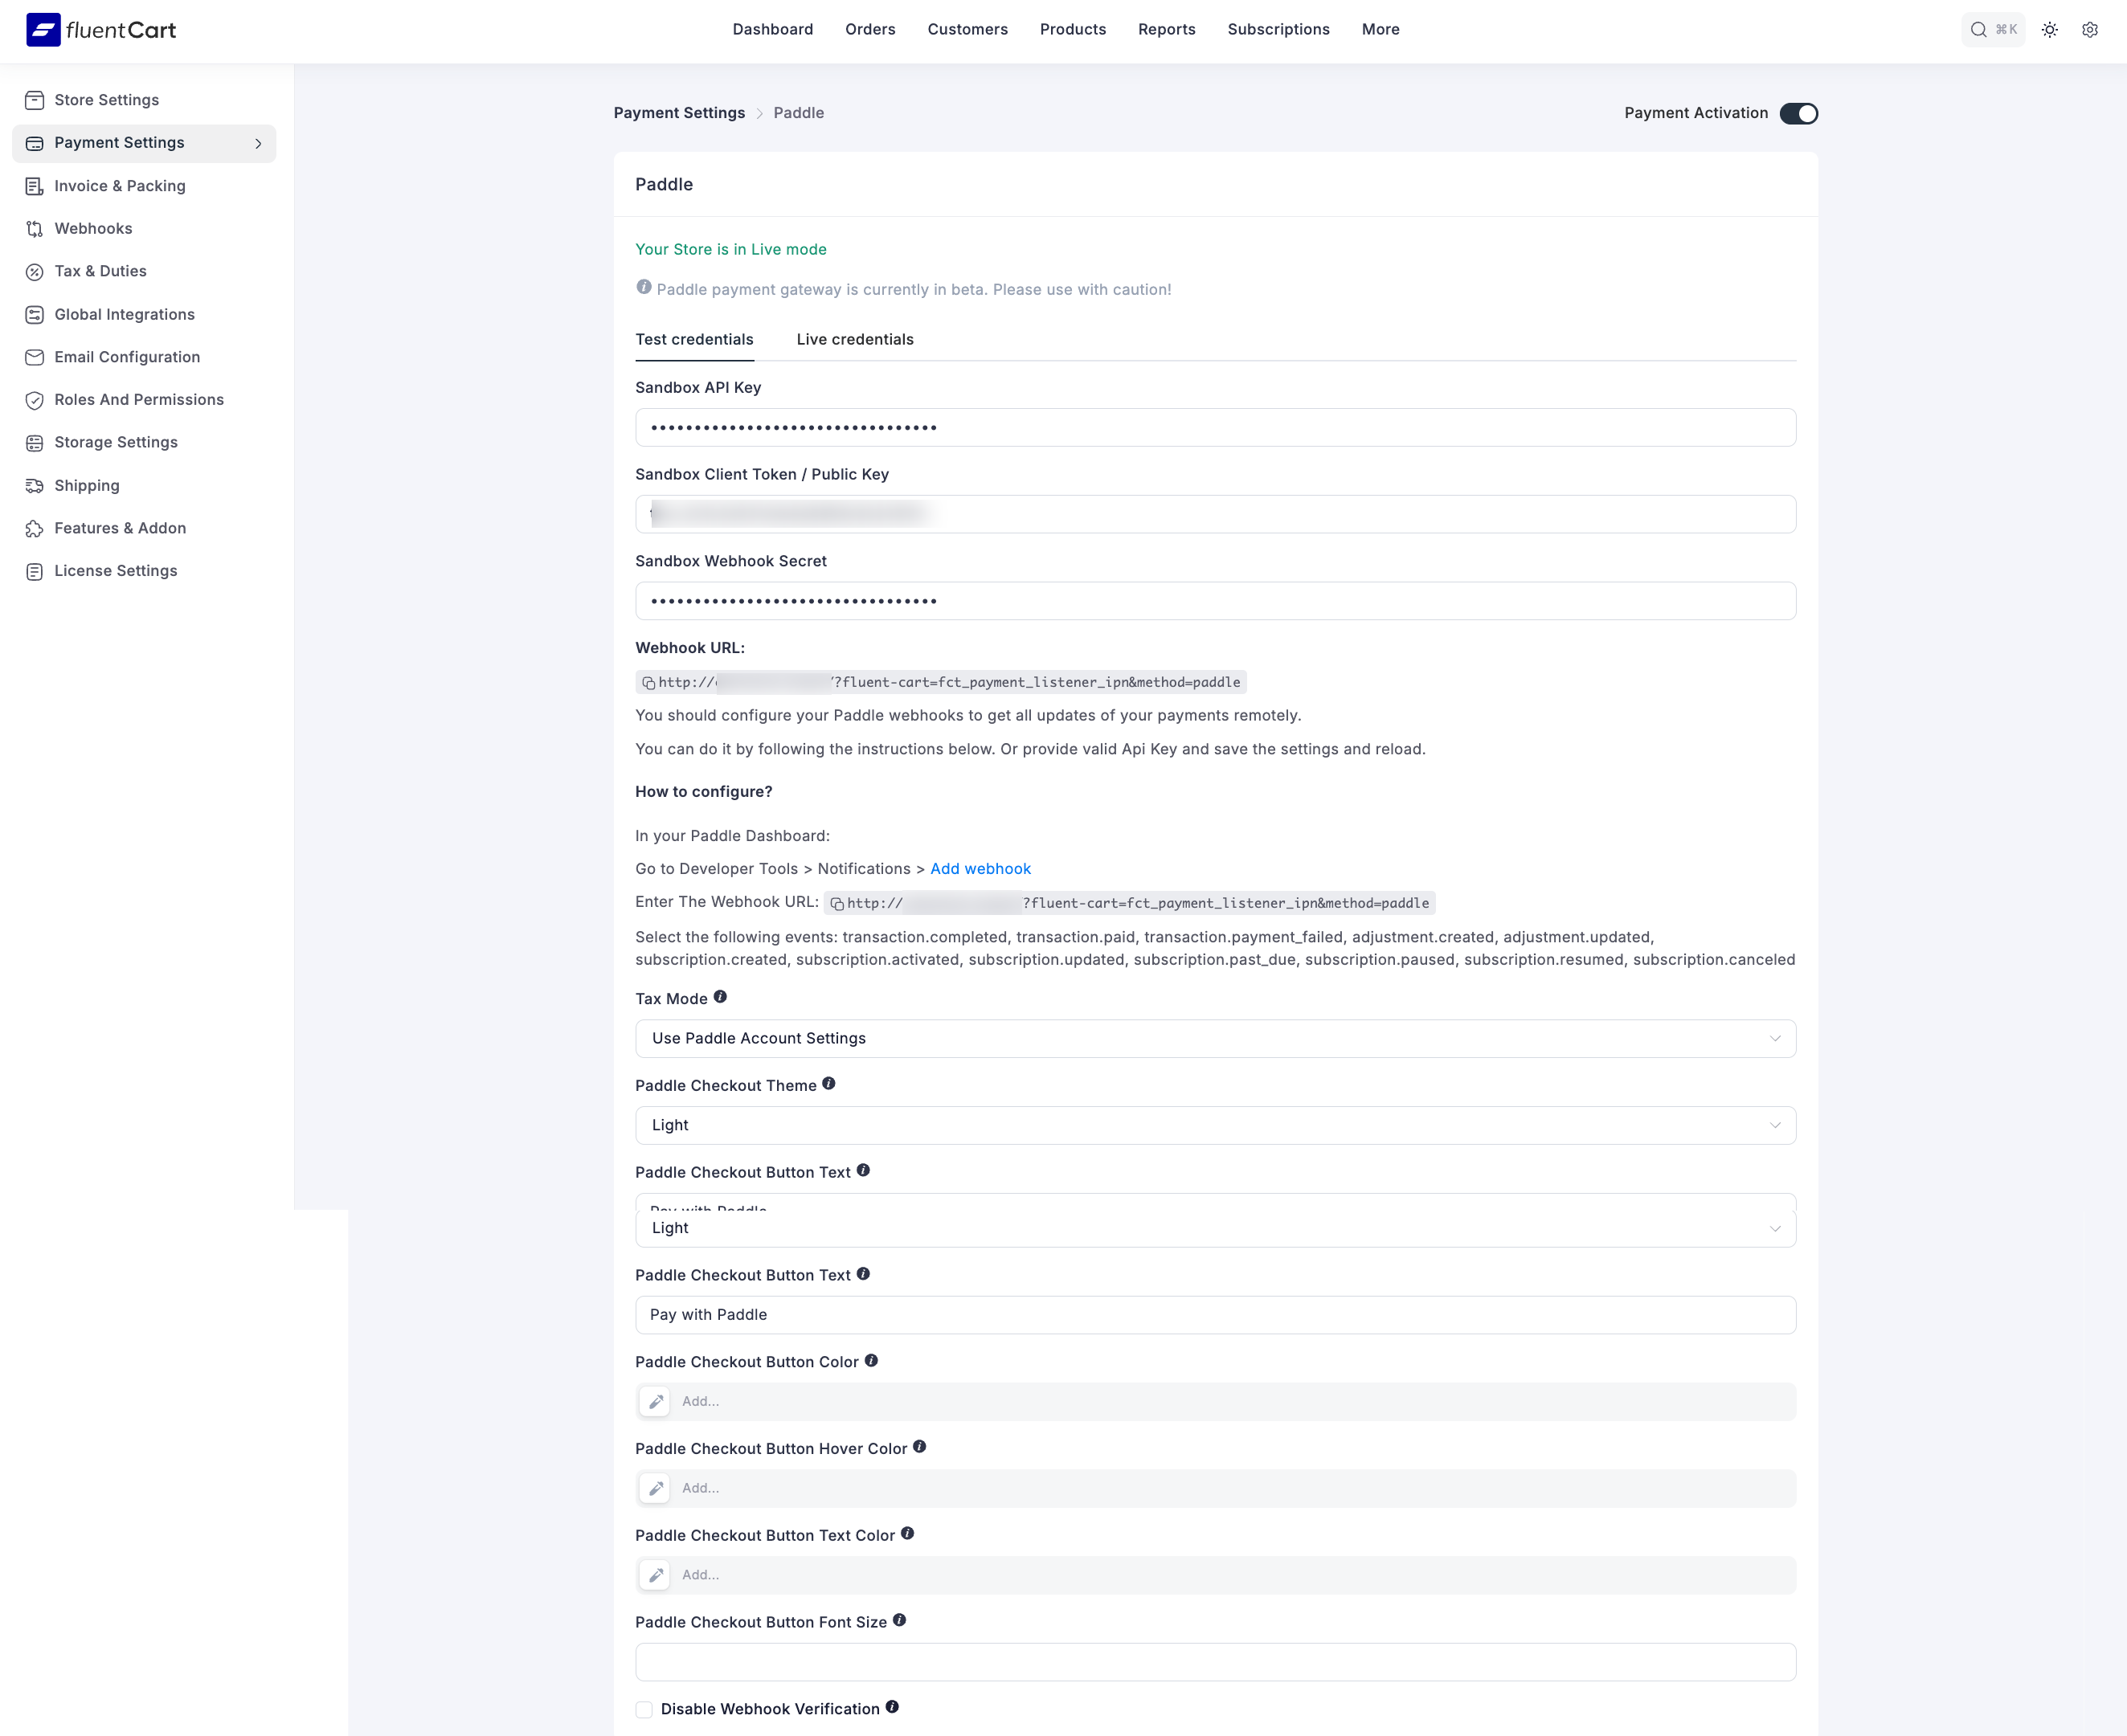 fluentCart
Dashboard Orders Customers Products Reports Subscriptions More
⌘K
Store Settings
Payment Settings
Invoice & Packing
Webhooks
Tax & Duties
Global Integrations
Email Configuration
Roles And Permissions
Storage Settings
Shipping
Features & Addon
License Settings
Payment Settings > Paddle
Payment Activation
Paddle
Your Store is in Live mode
Paddle payment gateway is currently in beta. Please use with caution!
Test credentials Live credentials
Sandbox API Key
Sandbox Client Token / Public Key
Sandbox Webhook Secret
Webhook URL:
http:// ?fluent-cart=fct_payment_listener_ipn&method=paddle
You should configure your Paddle webhooks to get all updates of your payments remotely.
You can do it by following the instructions below. Or provide valid Api Key and save the settings and reload.
How to configure?
In your Paddle Dashboard:
Go to Developer Tools > Notifications > Add webhook
Enter The Webhook URL: http:// ?fluent-cart=fct_payment_listener_ipn&method=paddle
Select the following events: transaction.completed, transaction.paid, transaction.payment_failed, adjustment.created, adjustment.updated,
subscription.created, subscription.activated, subscription.updated, subscription.past_due, subscription.paused, subscription.resumed, subscription.canceled
Tax Mode
Use Paddle Account Settings
Paddle Checkout Theme
Light
Paddle Checkout Button Text
Pay with Paddle
Light
Paddle Checkout Button Text
Pay with Paddle
Paddle Checkout Button Color
Add...
Paddle Checkout Button Hover Color
Add...
Paddle Checkout Button Text Color
Add...
Paddle Checkout Button Font Size
Disable Webhook Verification